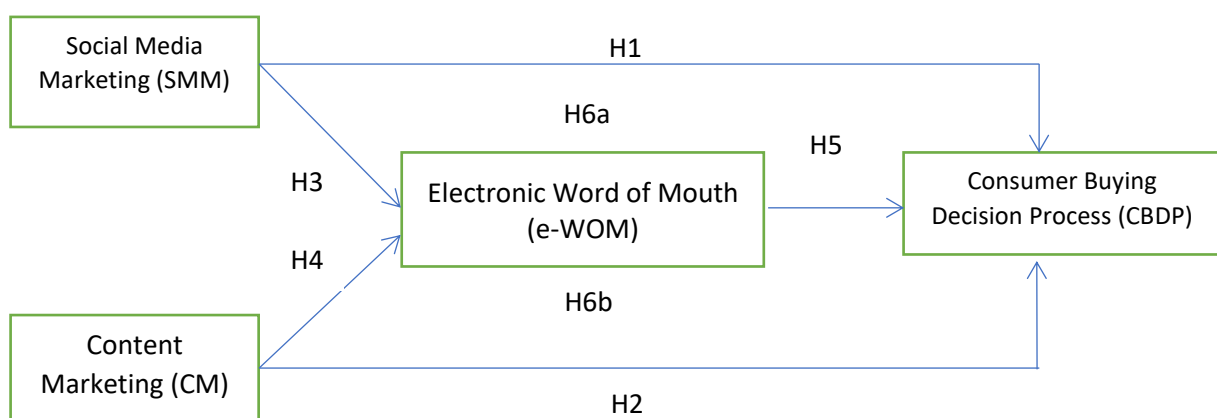 Social Media
Marketing (SMM)
H1
H6a
H5
H3
Electronic Word of Mouth
(e-WOM)
Consumer Buying
Decision Process (CBDP)
H4
H6b
Content
Marketing (CM)
H2